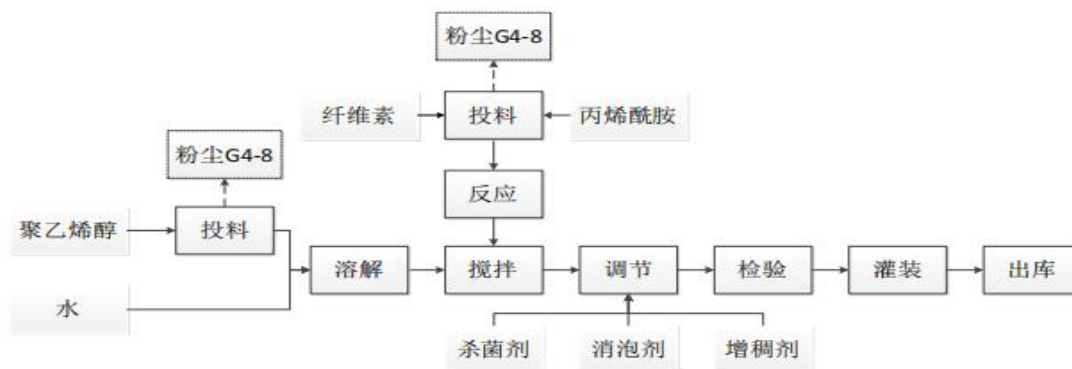 粉尘G4-8
纤维素
投料
丙烯酰胺
粉尘G4-8
反应
聚乙烯醇
投料
溶解
搅拌
调节
检验
灌装
出库
水
杀菌剂
消泡剂
增稠剂